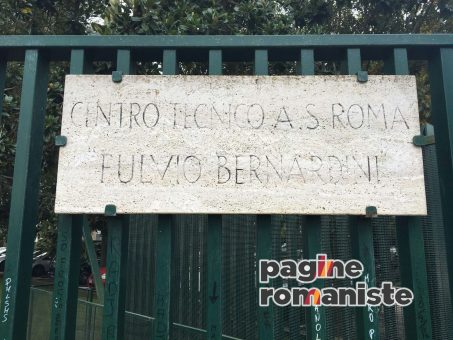 CENTRO TECNICO A.S. ROMA
"FULVIO BERNARDINI"
pagine
romaniste